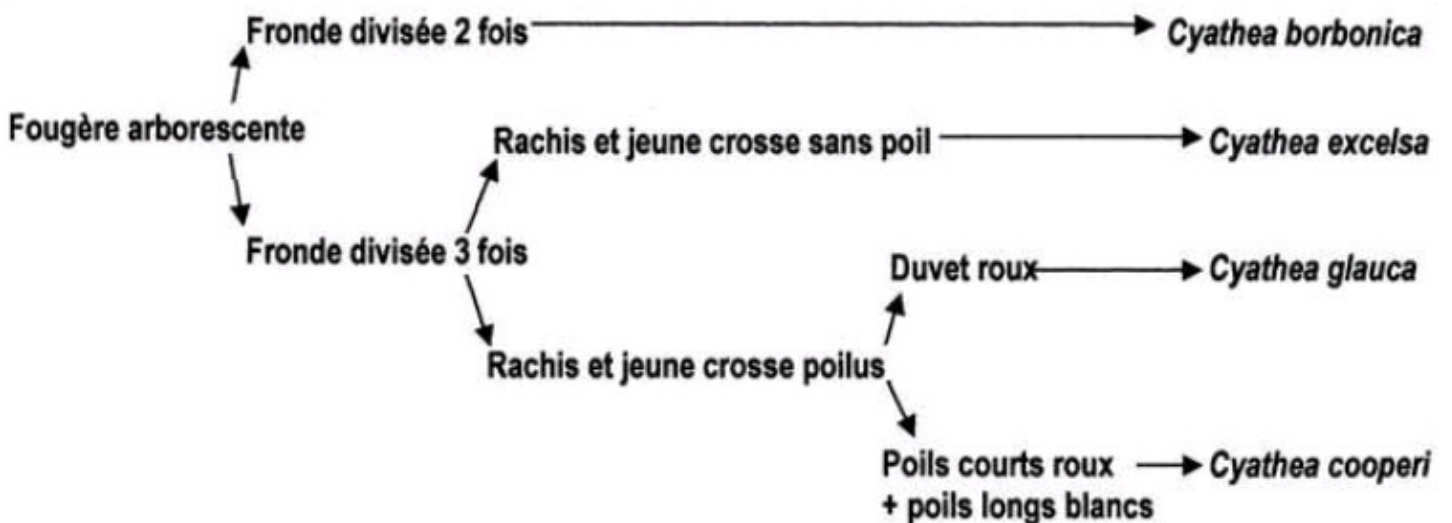 Fronde divisée 2 fois
Cyathea borbonica
Fougère arborescente
Rachis et jeune crosse sans poil
Cyathea excelsa
Fronde divisée 3 fois
Duvet roux
Cyathea glauca
Rachis et jeune crosse poilus
Poils courts roux
+ poils longs blancs
Cyathea cooperi